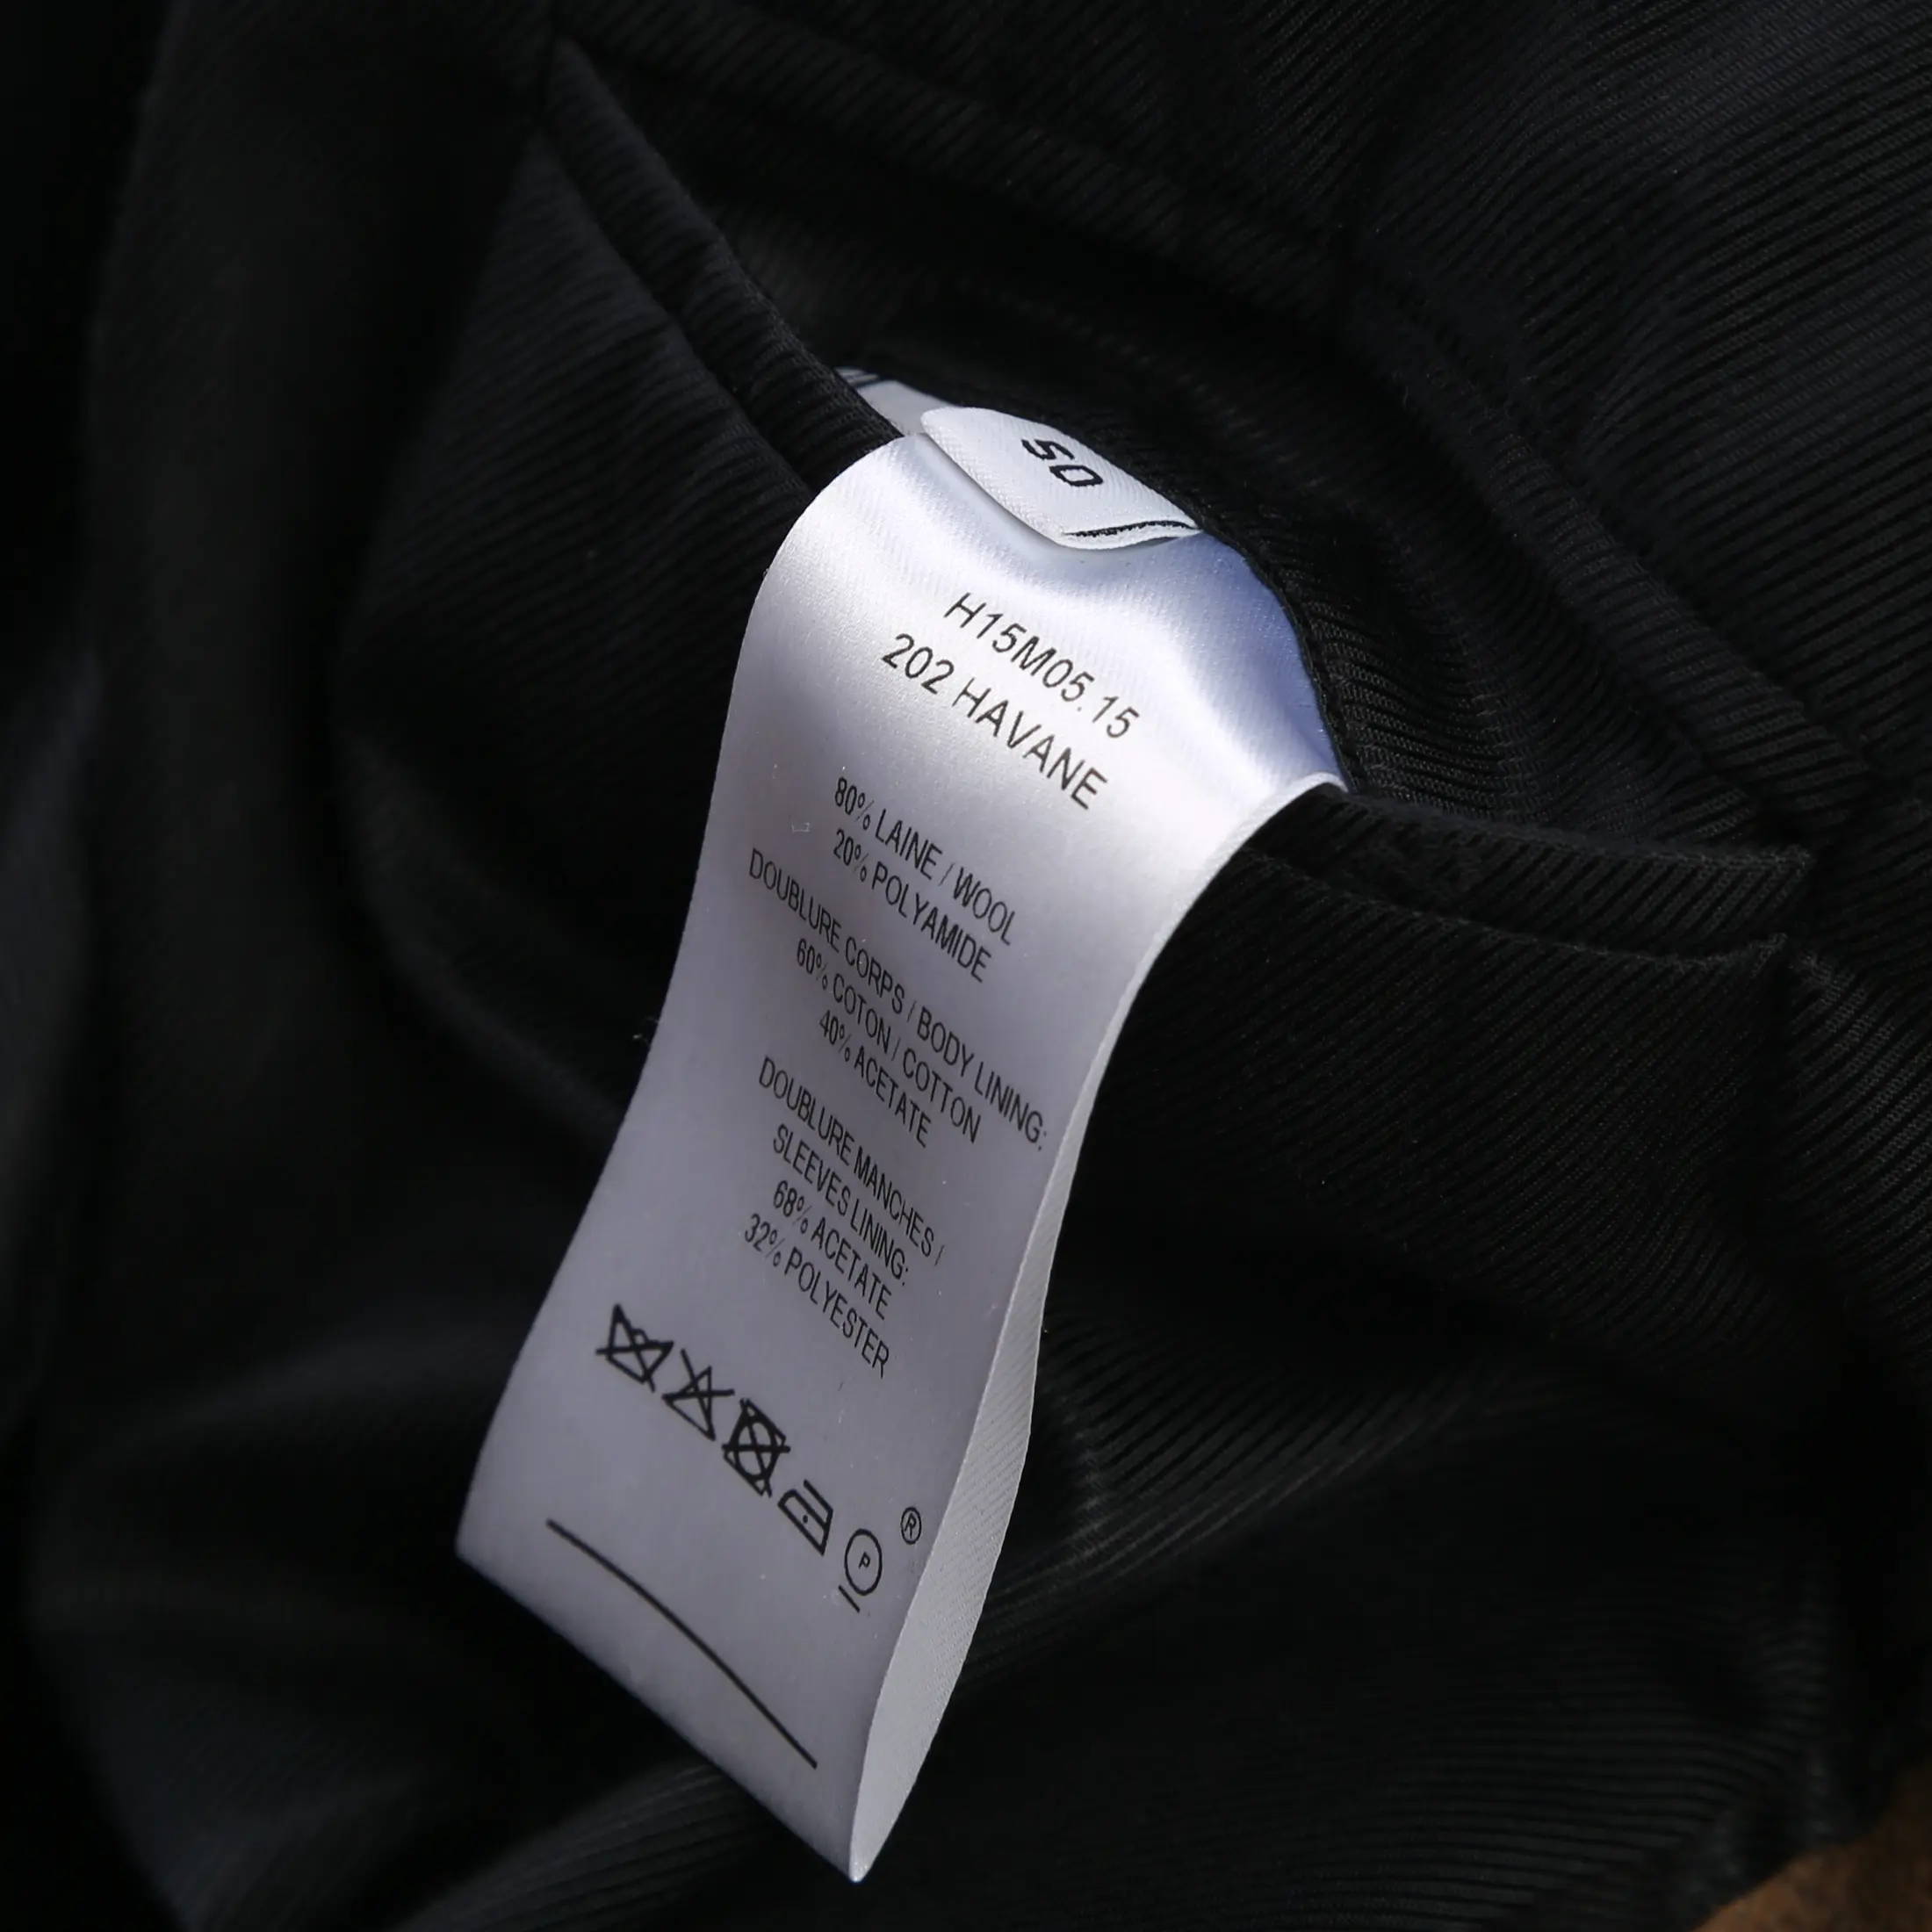 50
H15M05.15
202 HAVANE
80% LAINE / WOOL
20% POLYAMIDE
DOUBLURE CORPS / BODY LINING:
60% COTON / COTTON
40% ACETATE
DOUBLURE MANCHES /
SLEEVES LINING:
68% ACETATE
32% POLYESTER
®
P